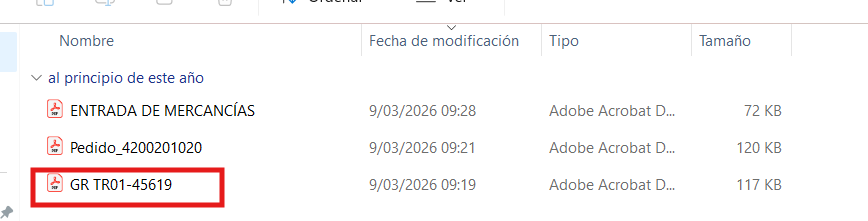 Ordenar
Ver
Nombre Fecha de modificación Tipo Tamaño
al principio de este año
ENTRADA DE MERCANCÍAS 9/03/2026 09:28 Adobe Acrobat D... 72 KB
Pedido_4200201020 9/03/2026 09:21 Adobe Acrobat D... 120 KB
GR TR01-45619 9/03/2026 09:19 Adobe Acrobat D... 117 KB